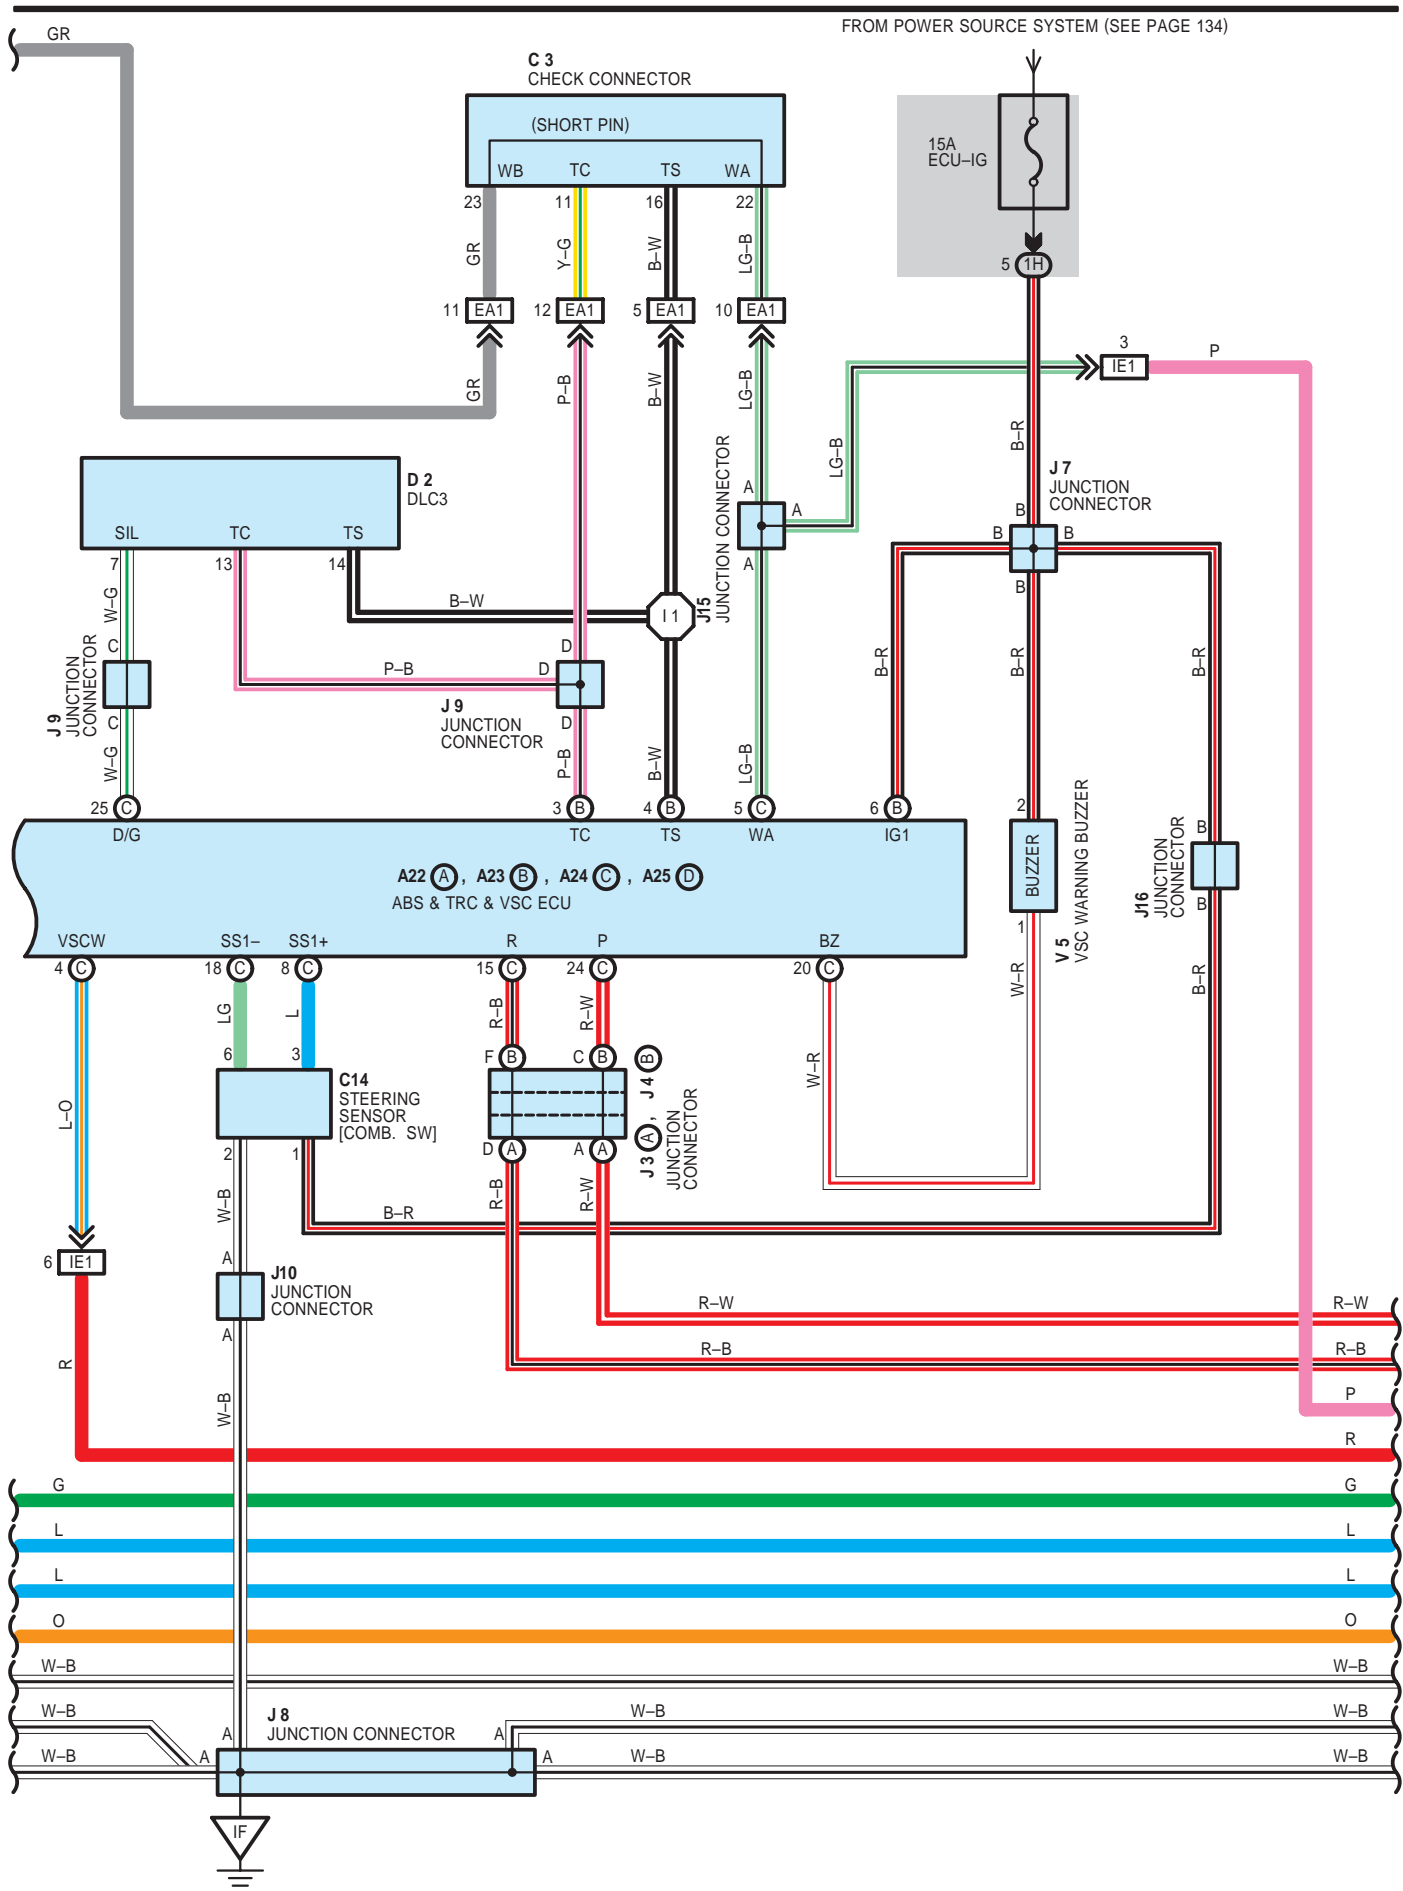 FROM POWER SOURCE SYSTEM (SEE PAGE 134)
GR
C 3
CHECK CONNECTOR
(SHORT PIN)
WB TC TS WA
23 11 16 22
15A
ECU–IG
5 1H
GR Y–G B–W LG–B
11 EA1 12 EA1 5 EA1 10 EA1
3
IE1
P
GR P–B B–W LG–B
LG–B
B–R
J 7
JUNCTION
CONNECTOR
B
B B
B
D 2
DLC3
SIL TC TS
7 13 14
J15
JUNCTION CONNECTOR
A
A
A
W–G
B–W
I 1
C
J 9
JUNCTION
CONNECTOR
C
P–B
D
D
D
J 9
JUNCTION
CONNECTOR
B–R B–R B–R
W–G P–B B–W LG–B
25 C 3 B 4 B 5 C 6 B
2
D/G TC TS WA IG1
A22 A , A23 B , A24 C , A25 D
ABS & TRC & VSC ECU
BUZZER
V 5
VSC WARNING BUZZER
1
B
J16
JUNCTION
CONNECTOR
B
VSCW SS1– SS1+ R P BZ
4 C 18 C 8 C 15 C 24 C 20 C
LG L R–B R–W W–R B–R
6 3
F B C B
W–R
L–O
C14
STEERING
SENSOR
[COMB. SW]
J 3 A , J 4 B
JUNCTION
CONNECTOR
2 1
D A A A
W–B
R–B R–W
B–R
6 IE1
A
J10
JUNCTION
CONNECTOR
A
R–W R–W
R–B R–B
R
W–B
P
R
G G
L L
L L
O O
W–B W–B
W–B W–B W–B
J 8
JUNCTION CONNECTOR
A A
W–B A A W–B W–B
IF